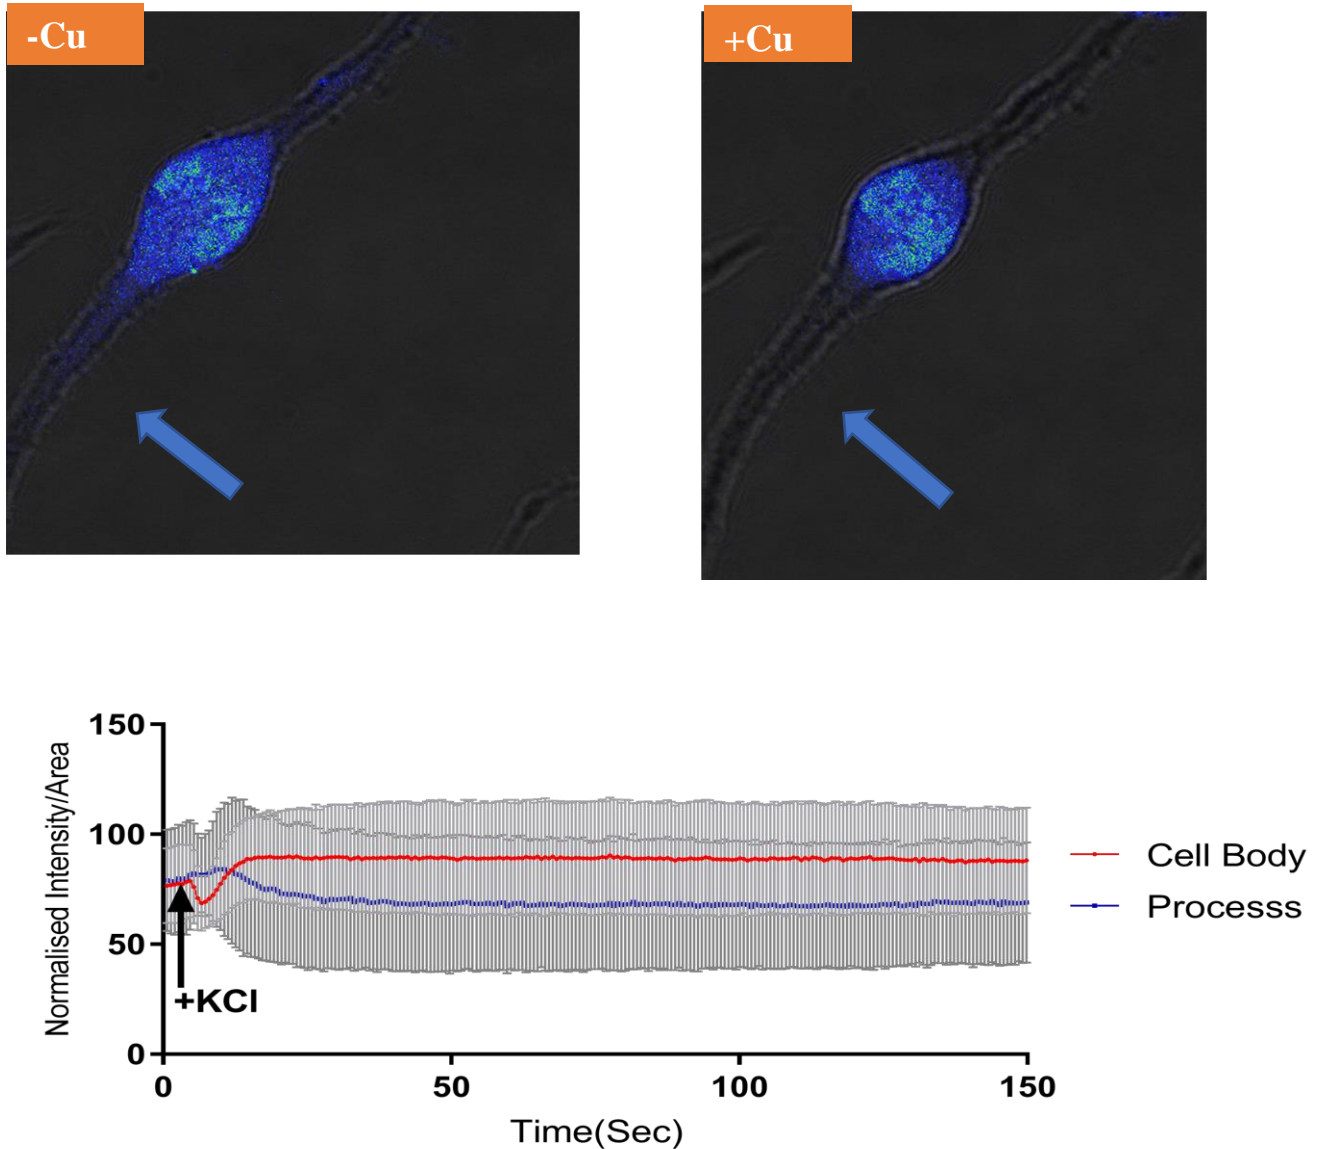 -Cu
+Cu
Normalised Intensity/Area
150
100
50
0
+KCl
0
50
100
150
Time(Sec)
Cell Body
Processs